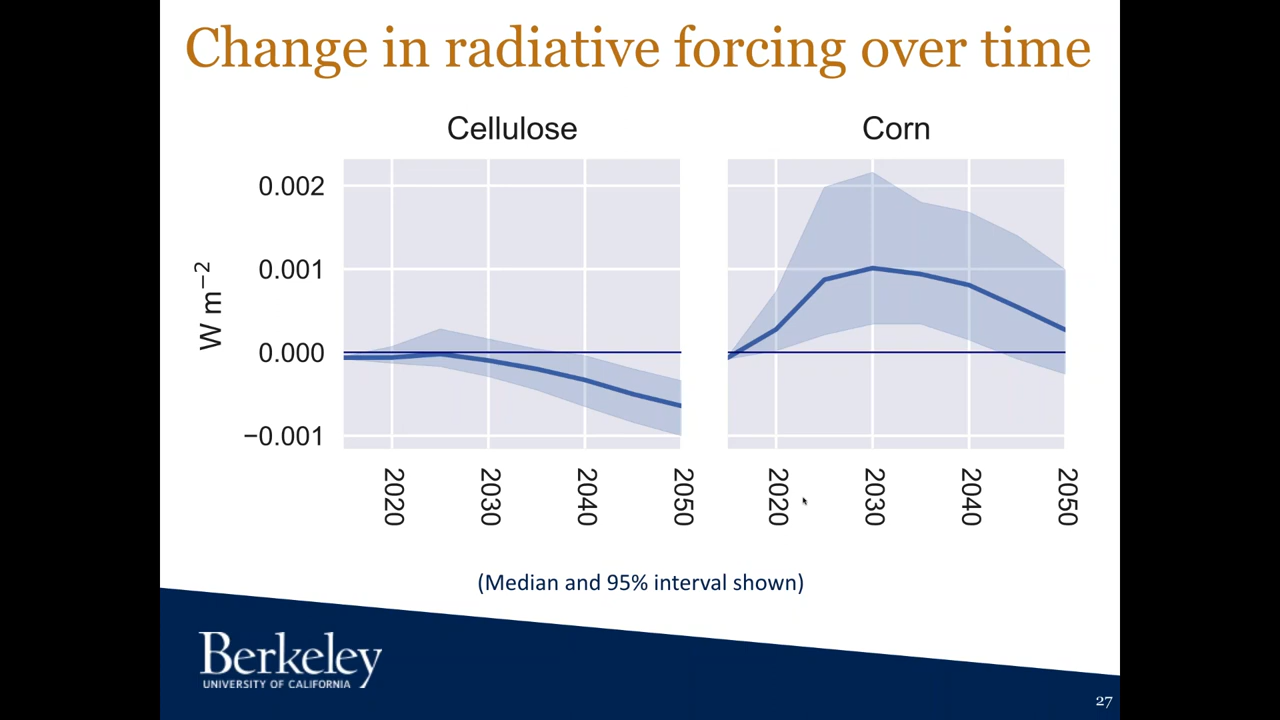 Change in radiative forcing over time
Cellulose
Corn
0.002
0.001
0.000
−0.001
W m⁻²
2020
2030
2040
2050
2020
2030
2040
2050
(Median and 95% interval shown)
Berkeley
UNIVERSITY OF CALIFORNIA
27